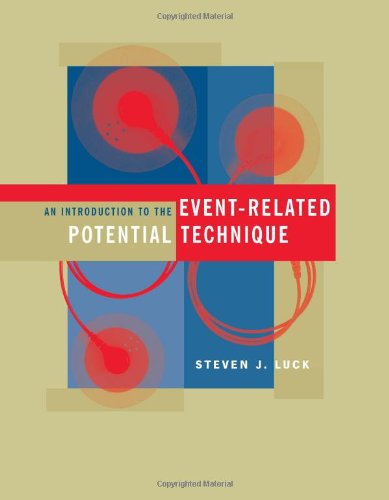 Copyrighted Material
AN INTRODUCTION TO THE EVENT-RELATED
POTENTIAL TECHNIQUE
STEVEN J. LUCK
Copyrighted Material